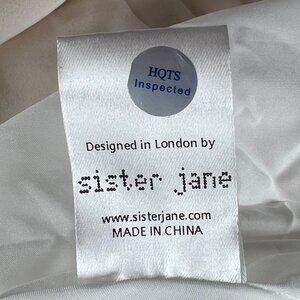 HQTS
Inspected
Designed in London by
sister jane
www.sisterjane.com
MADE IN CHINA